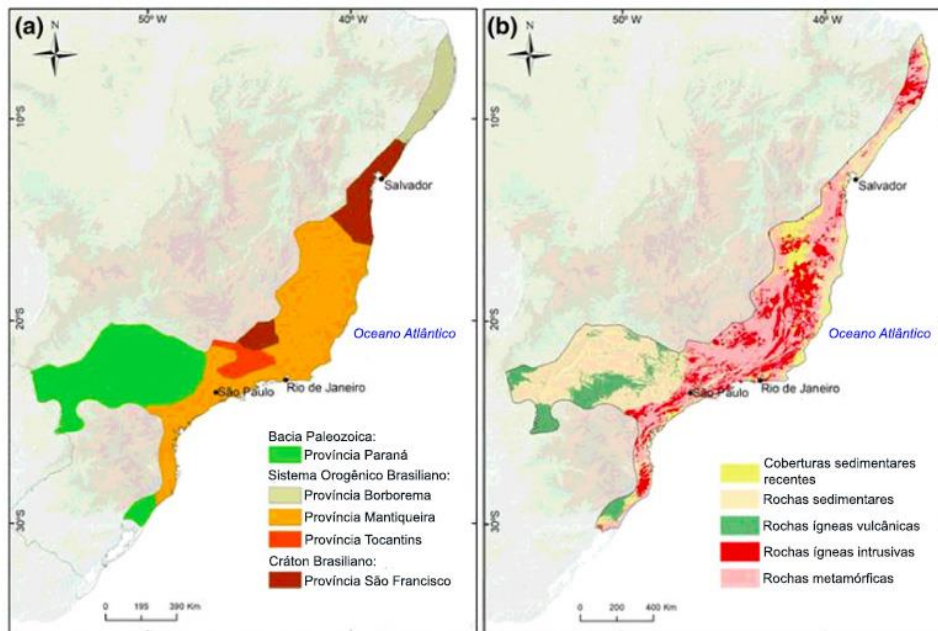 (a)
N
50°W
40°W
10°S
20°S
30°S
Salvador
Oceano Atlântico
São Paulo
Rio de Janeiro
Bacia Paleozoica:
Província Paraná
Sistema Orogênico Brasiliano:
Província Borborema
Província Mantiqueira
Província Tocantins
Cráton Brasiliano:
Província São Francisco
0 195 390 Km
(b)
N
50°W
40°W
10°S
20°S
30°S
Salvador
Oceano Atlântico
São Paulo
Rio de Janeiro
Coberturas sedimentares
recentes
Rochas sedimentares
Rochas ígneas vulcânicas
Rochas ígneas intrusivas
Rochas metamórficas
0 200 400 Km